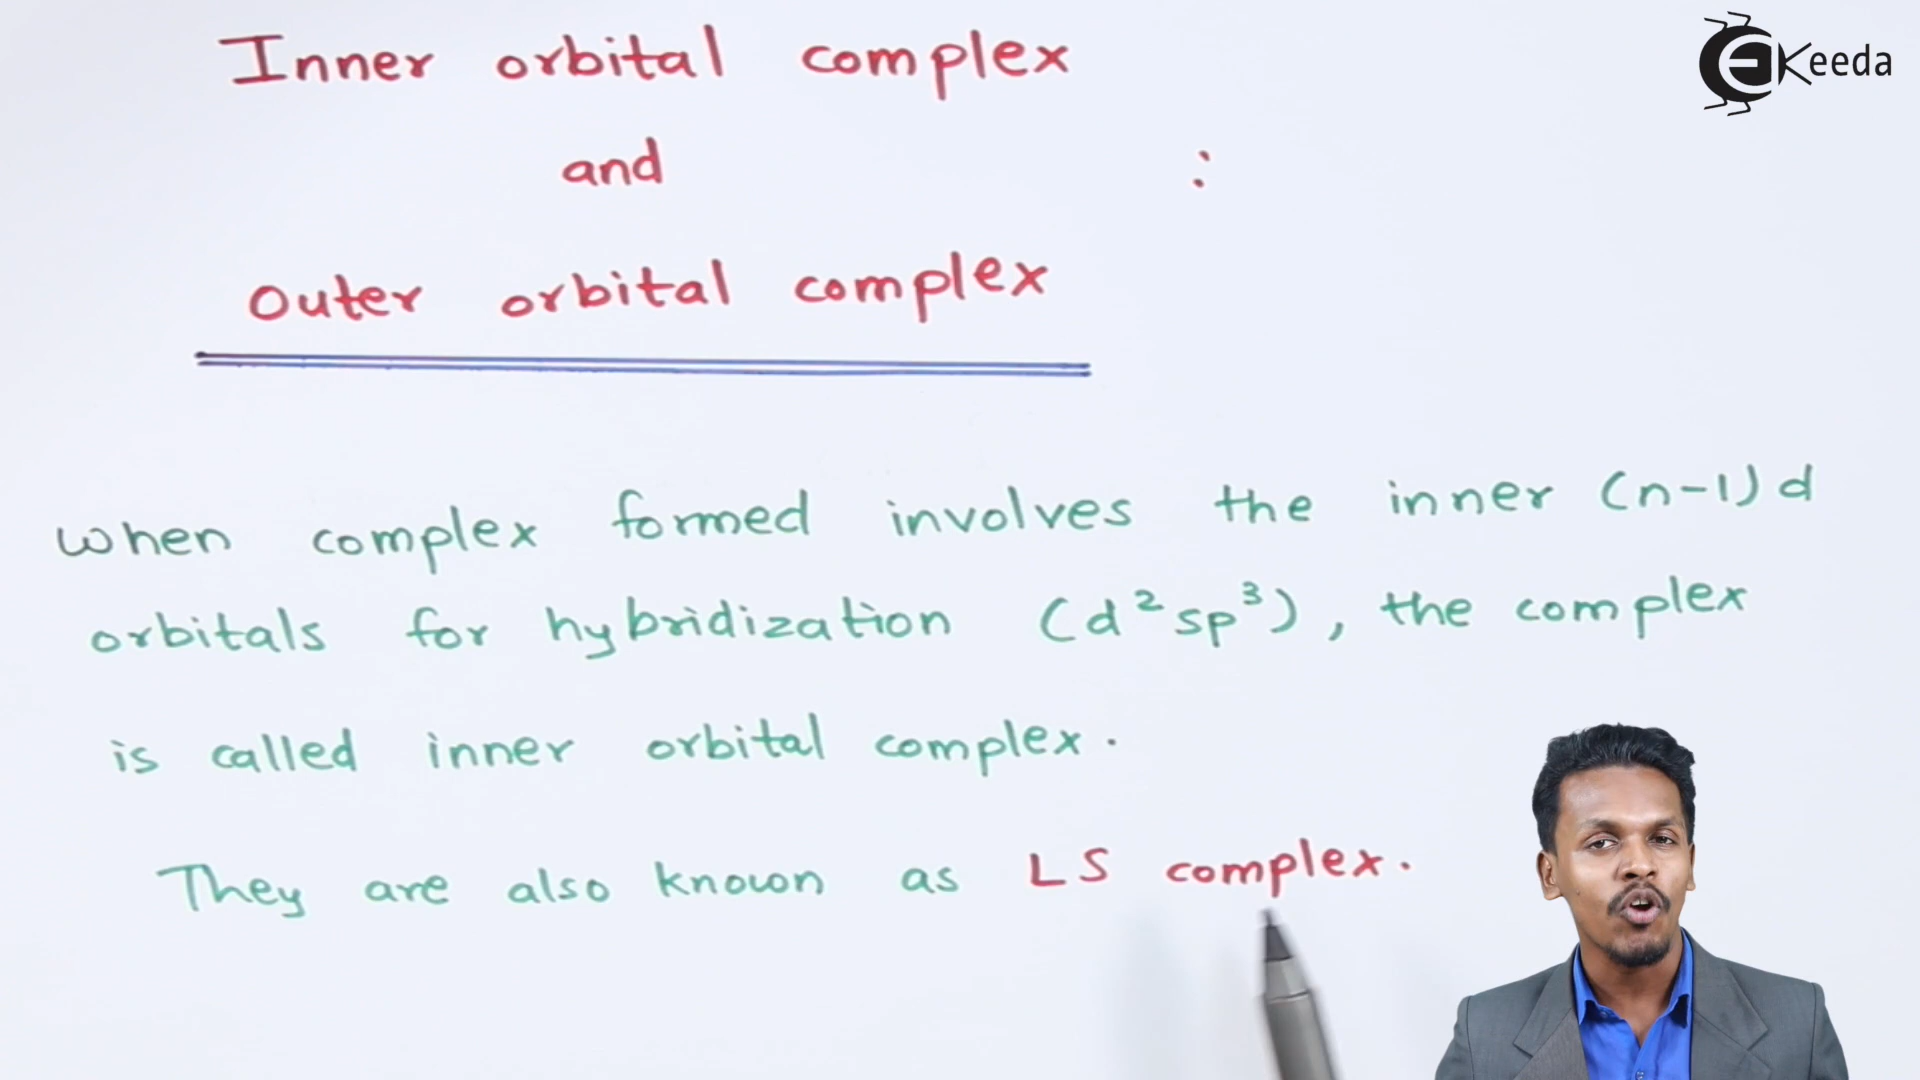 Inner orbital complex
and :
Outer orbital complex
EKeeda
When complex formed involves the inner (n-1)d
orbitals for hybridization (d²sp³), the complex
is called inner orbital complex.
They are also known as LS complex.